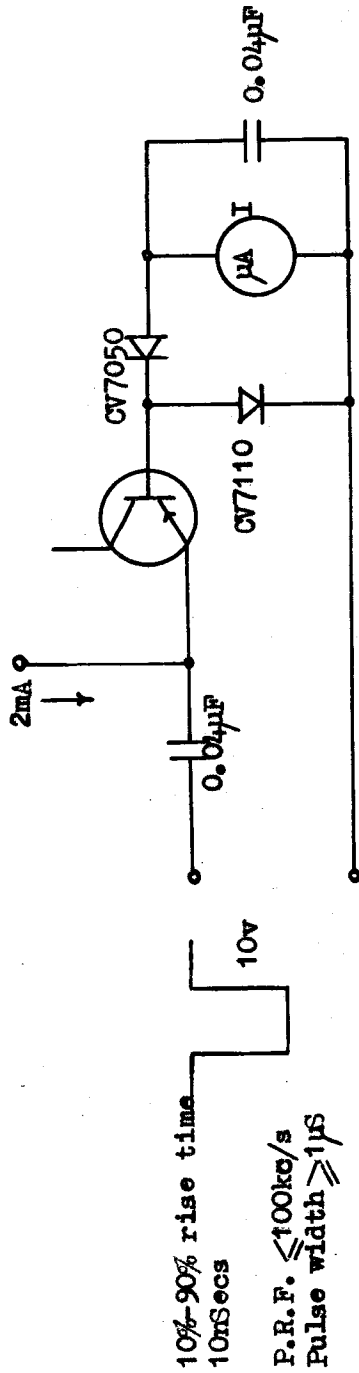 10%-90% rise time
10nSecs
P.R.F. ⩽100kc/s
Pulse width ⩾1µS
10v
0.04µF
2mA
CV7110
CV7050
µA
I
0.04µF